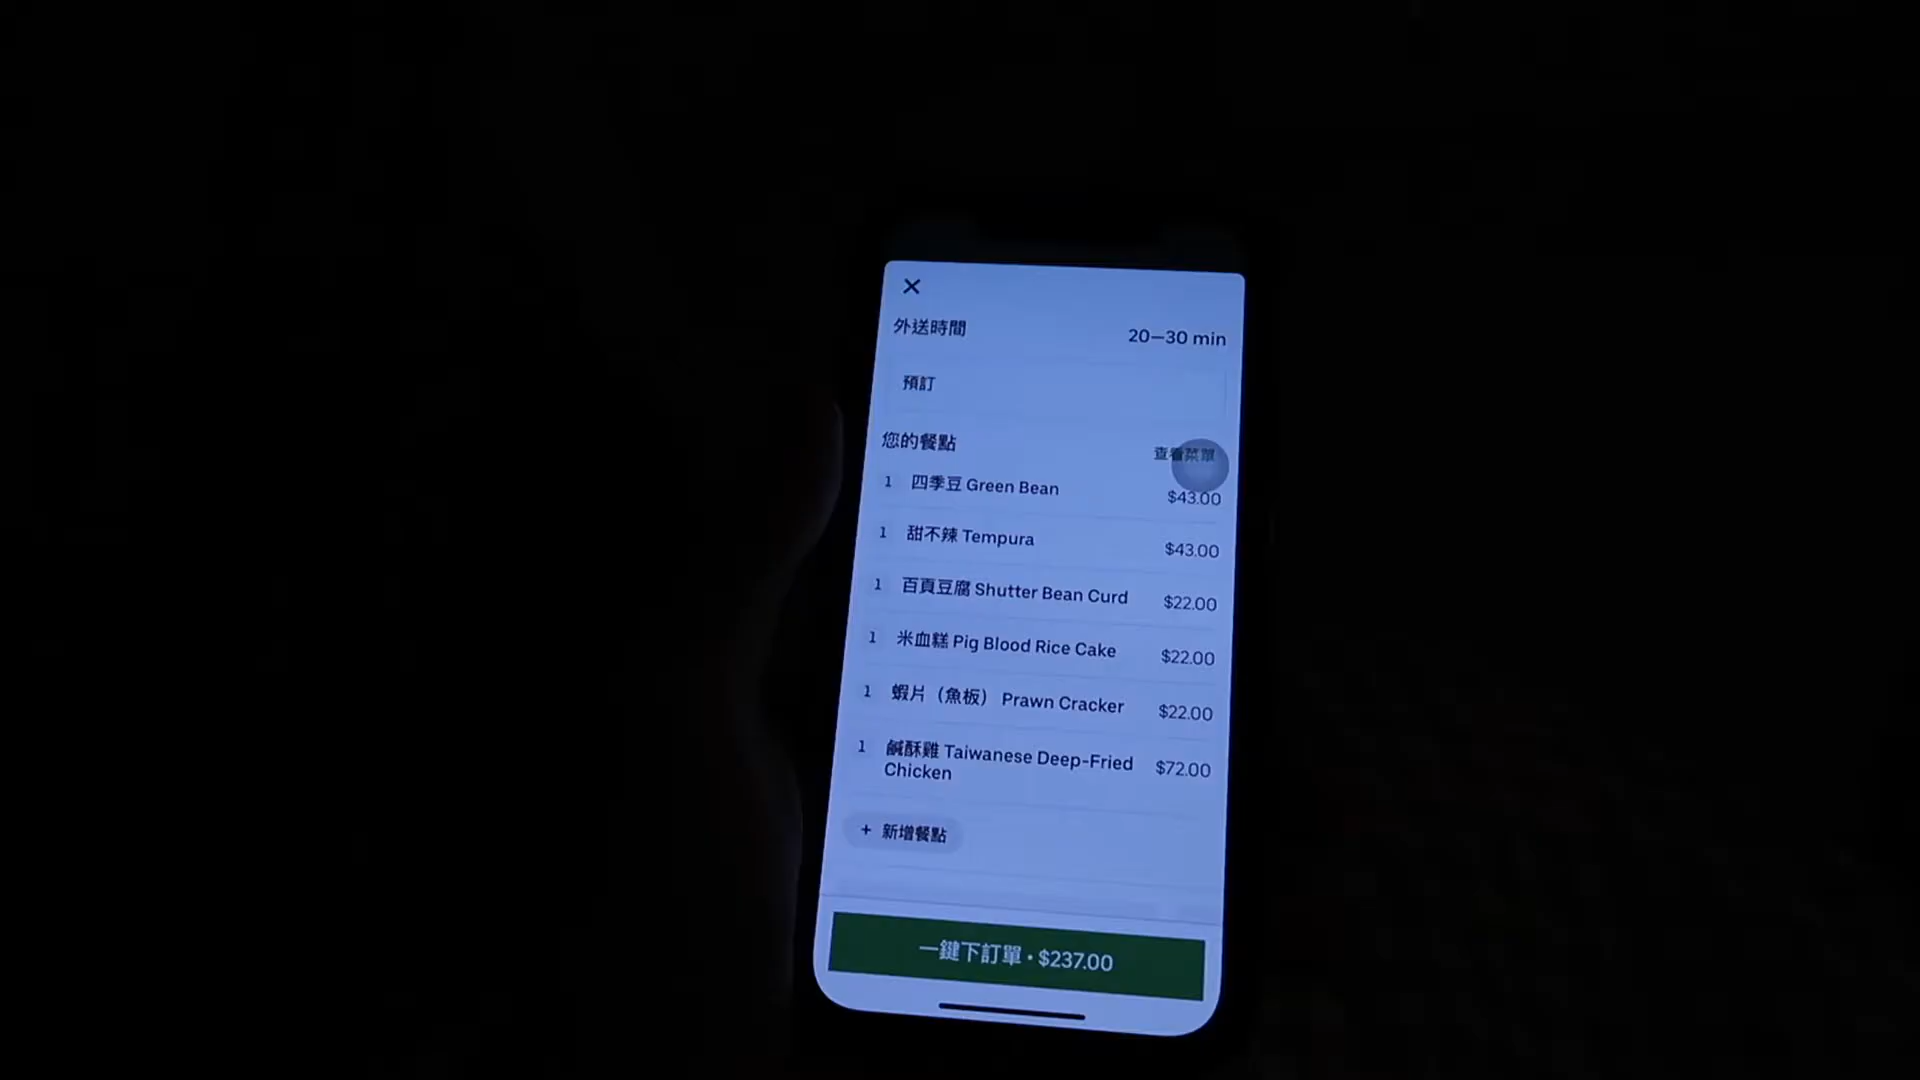 外送時間 20–30 min
預訂
您的餐點 查看菜單
1 四季豆 Green Bean $43.00
1 甜不辣 Tempura $43.00
1 百頁豆腐 Shutter Bean Curd $22.00
1 米血糕 Pig Blood Rice Cake $22.00
1 蝦片（魚板） Prawn Cracker $22.00
1 鹹酥雞 Taiwanese Deep-Fried
Chicken $72.00
+ 新增餐點
一鍵下訂單 • $237.00